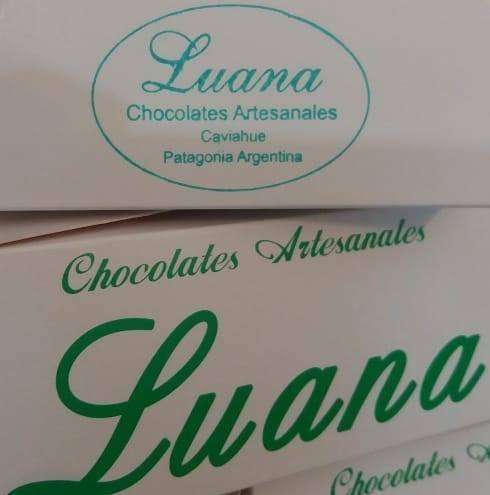 Luana
Chocolates Artesanales
Caviahue
Patagonia Argentina
Chocolates Artesanales
Luana
Chocolates